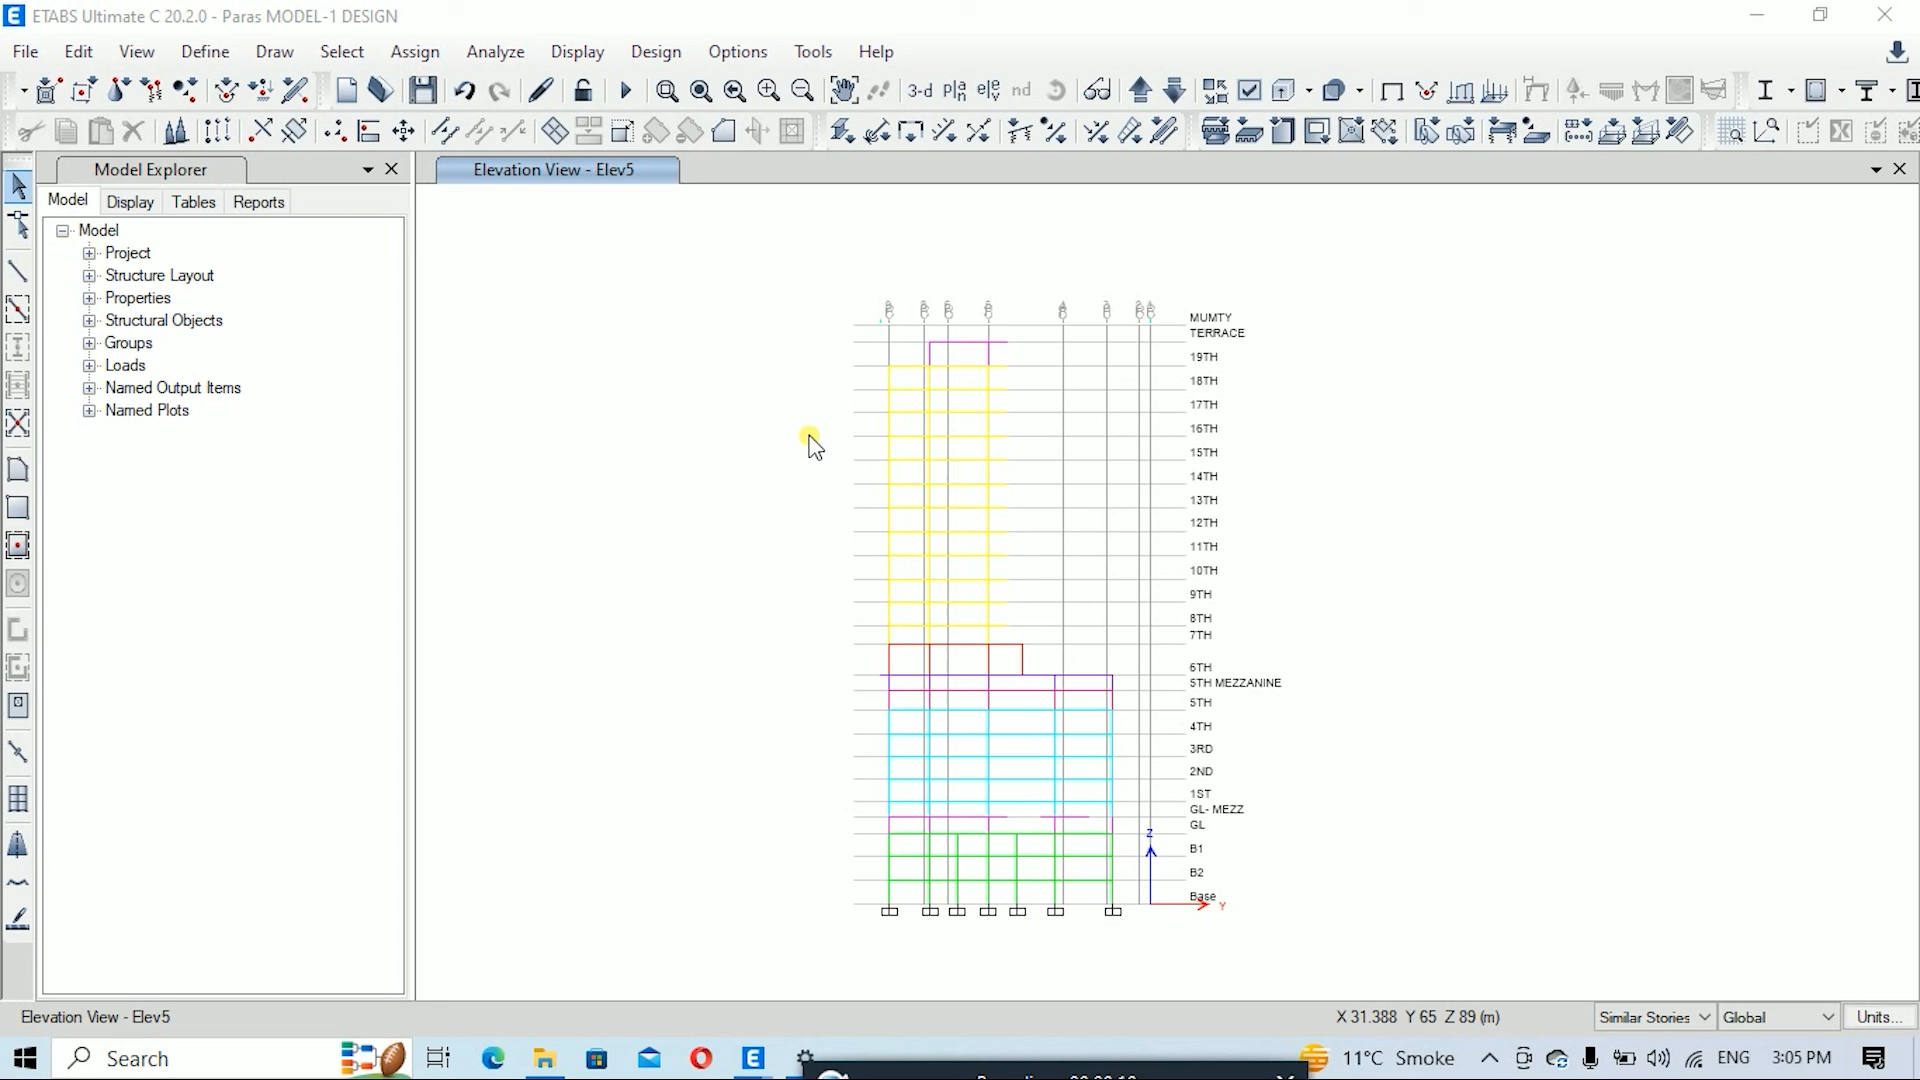 ETABS Ultimate C 20.2.0 - Paras MODEL-1 DESIGN
File Edit View Define Draw Select Assign Analyze Display Design Options Tools Help
3-d pla elev nd
Model Explorer
Elevation View - Elev5
Model Display Tables Reports
Model
Project
Structure Layout
Properties
Structural Objects
Groups
Loads
Named Output Items
Named Plots
MUMTY
TERRACE
19TH
18TH
17TH
16TH
15TH
14TH
13TH
12TH
11TH
10TH
9TH
8TH
7TH
6TH
5TH MEZZANINE
5TH
4TH
3RD
2ND
1ST
GL- MEZZ
GL
B1
B2
Base
Z
Y
Elevation View - Elev5
X 31.388 Y 65 Z 89 (m)
Similar Stories
Global
Units...
Search
11°C Smoke
ENG
3:05 PM